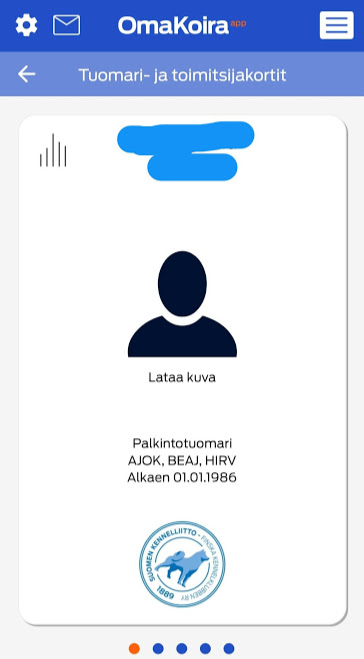 OmaKoira app
Tuomari- ja toimitsijakortit
Lataa kuva
Palkintotuomari
AJOK, BEAJ, HIRV
Alkaen 01.01.1986
SUOMEN KENNELLIITTO - FINSKA KENNELKLUBBEN RY
1889